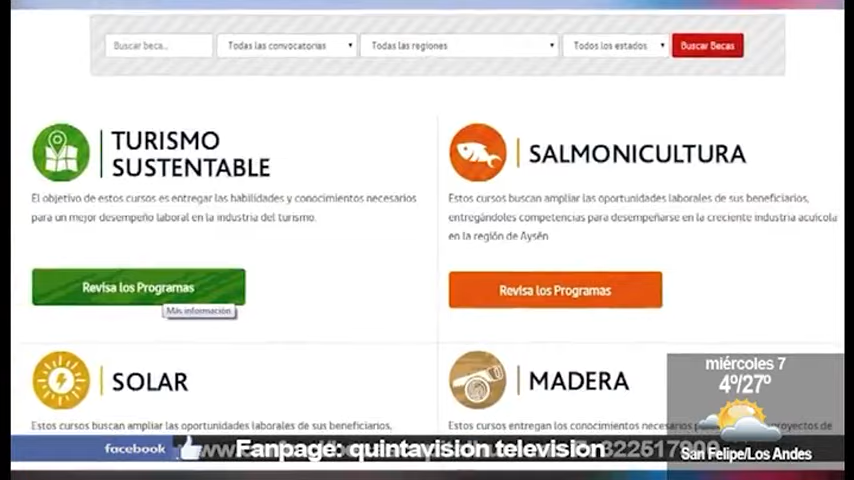 Buscar beca...
Todas las convocatorias
Todas las regiones
Todos los estados
Buscar Becas
TURISMO
SUSTENTABLE
El objetivo de estos cursos es entregar las habilidades y conocimientos necesarios
para un mejor desempeño laboral en la industria del turismo.
Revisa los Programas
Más información
SALMONICULTURA
Estos cursos buscan ampliar las oportunidades laborales de sus beneficiarios,
entregándoles competencias para desempeñarse en la creciente industria acuícola
en la región de Aysén
Revisa los Programas
SOLAR
Estos cursos buscan ampliar las oportunidades laborales de sus beneficiarios,
MADERA
Estos cursos entregan los conocimientos necesarios proyectos de
miércoles 7
4º/27º
San Felipe/Los Andes
facebook
Fanpage: quintavisión televisión